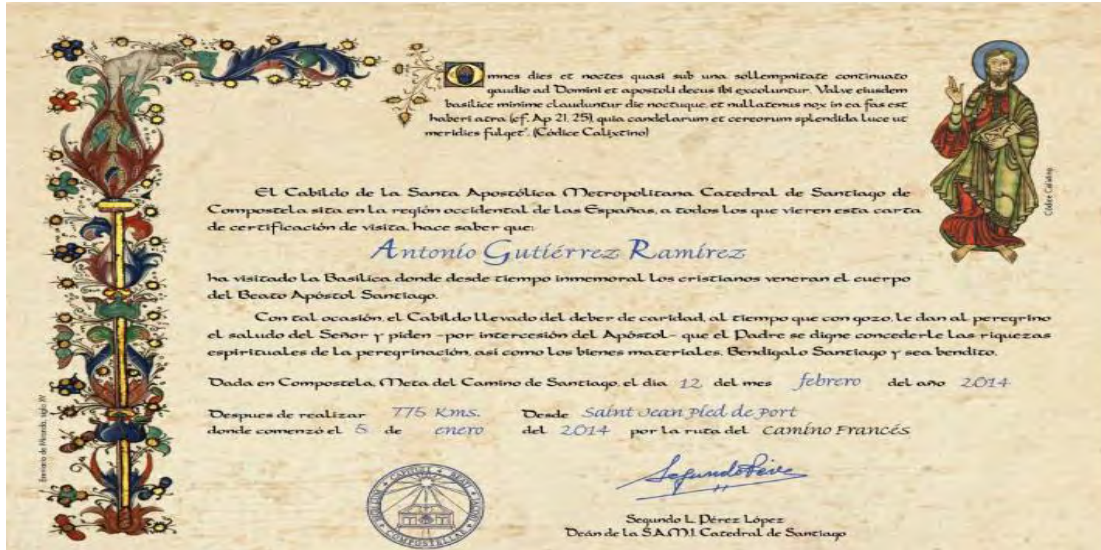 Omnes dies et noctes quasi sub una sollempnitate continuato
gaudio ad Domini et apostoli decus ibi excoluntur. Valve eiusdem
basilice minime clauduntur die noctuque, et nullatenus nox in ea fas est
haberi atra (cf. Ap 21, 25), quia candelarum et cereorum splendida luce ut
meridies fulget". (Códice Calixtino)
El Cabildo de la Santa Apostólica Metropolitana Catedral de Santiago de
Compostela sita en la región occidental de las Españas, a todos los que vieren esta carta
de certificación de visita, hace saber que:
Antonio Gutiérrez Ramírez
ha visitado la Basílica donde desde tiempo inmemorial los cristianos veneran el cuerpo
del Beato Apóstol Santiago.
Con tal ocasión, el Cabildo llevado del deber de caridad, al tiempo que con gozo, le dan al peregrino
el saludo del Señor y piden -por intercesión del Apóstol- que el Padre se digne concederle las riquezas
espirituales de la peregrinación, así como los bienes materiales. Bendígalo Santiago y sea bendito.
Dada en Compostela, Meta del Camino de Santiago, el día 12 del mes febrero del año 2014
Despues de realizar 775 Kms. Desde Saint Jean Pied de Port
donde comenzó el 5 de enero del 2014 por la ruta del Camino Francés
Segundo L. Pérez López
Deán de la S.A.M.I. Catedral de Santiago
Códice Calixtino
Breviario de Miranda, siglo XV